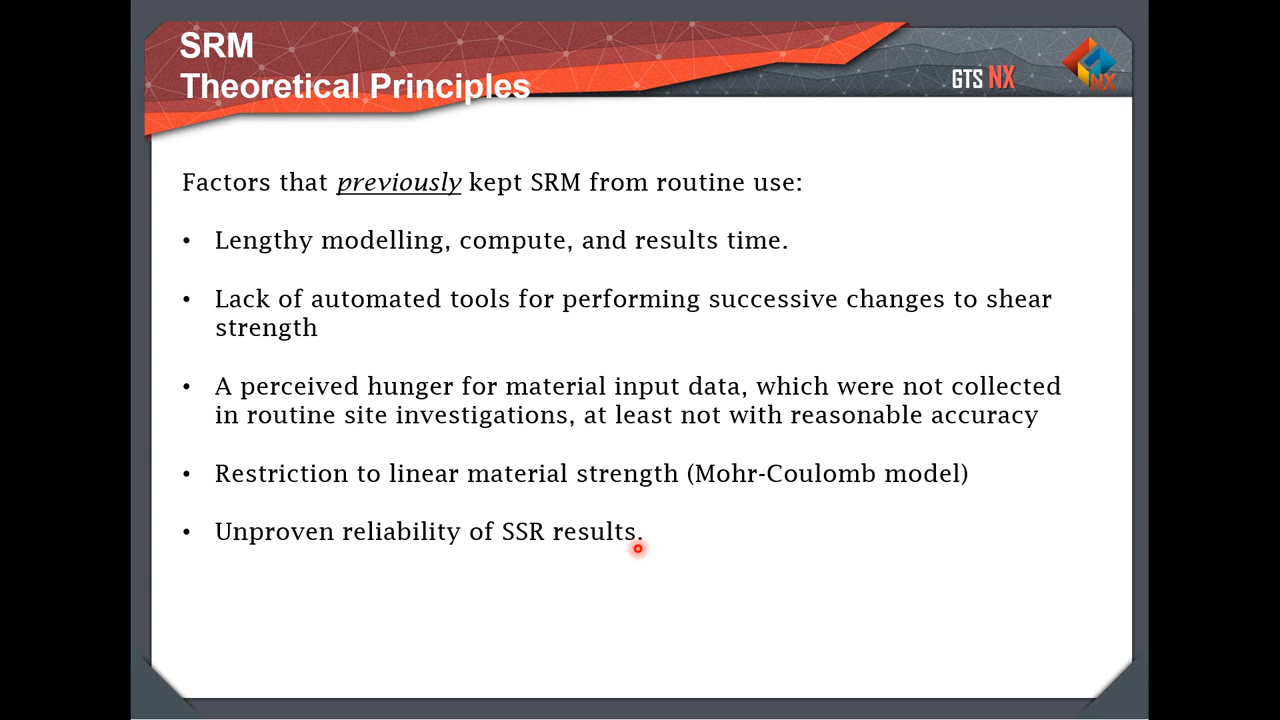 SRM
Theoretical Principles
GTS NX
NX
Factors that previously kept SRM from routine use:
• Lengthy modelling, compute, and results time.
• Lack of automated tools for performing successive changes to shear
strength
• A perceived hunger for material input data, which were not collected
in routine site investigations, at least not with reasonable accuracy
• Restriction to linear material strength (Mohr-Coulomb model)
• Unproven reliability of SSR results.